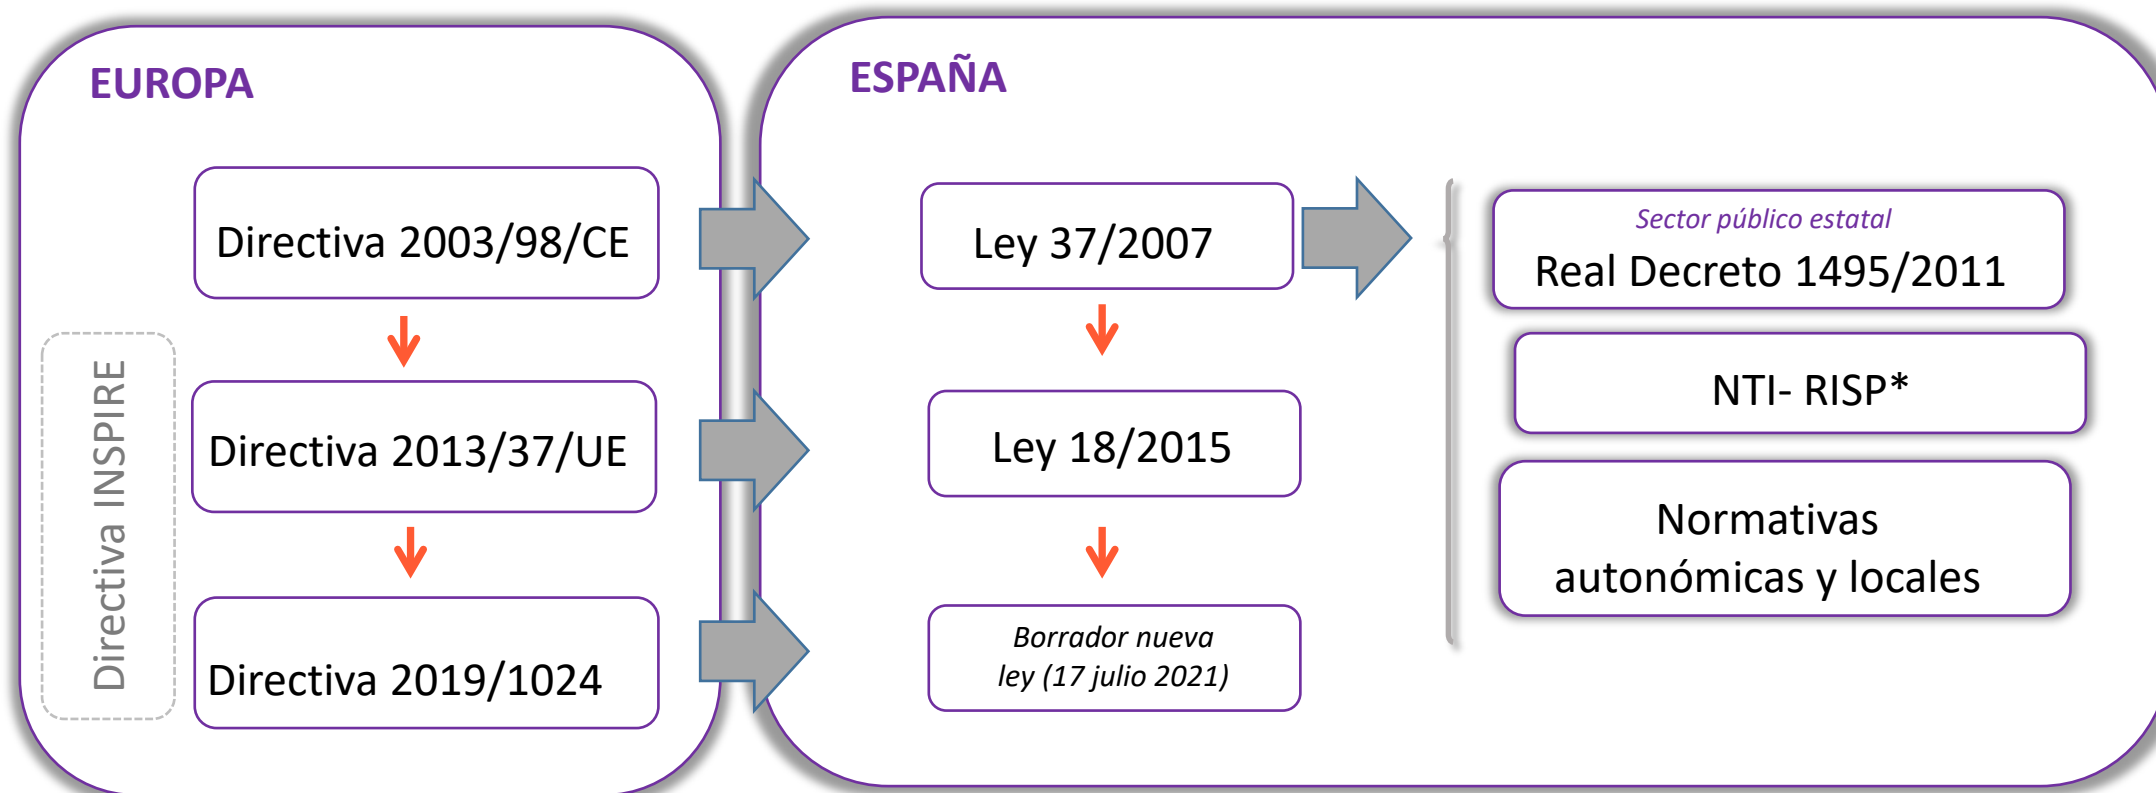 EUROPA
Directiva 2003/98/CE
Directiva INSPIRE
Directiva 2013/37/UE
Directiva 2019/1024
ESPAÑA
Ley 37/2007
Ley 18/2015
Borrador nueva
ley (17 julio 2021)
Sector público estatal
Real Decreto 1495/2011
NTI- RISP*
Normativas
autonómicas y locales